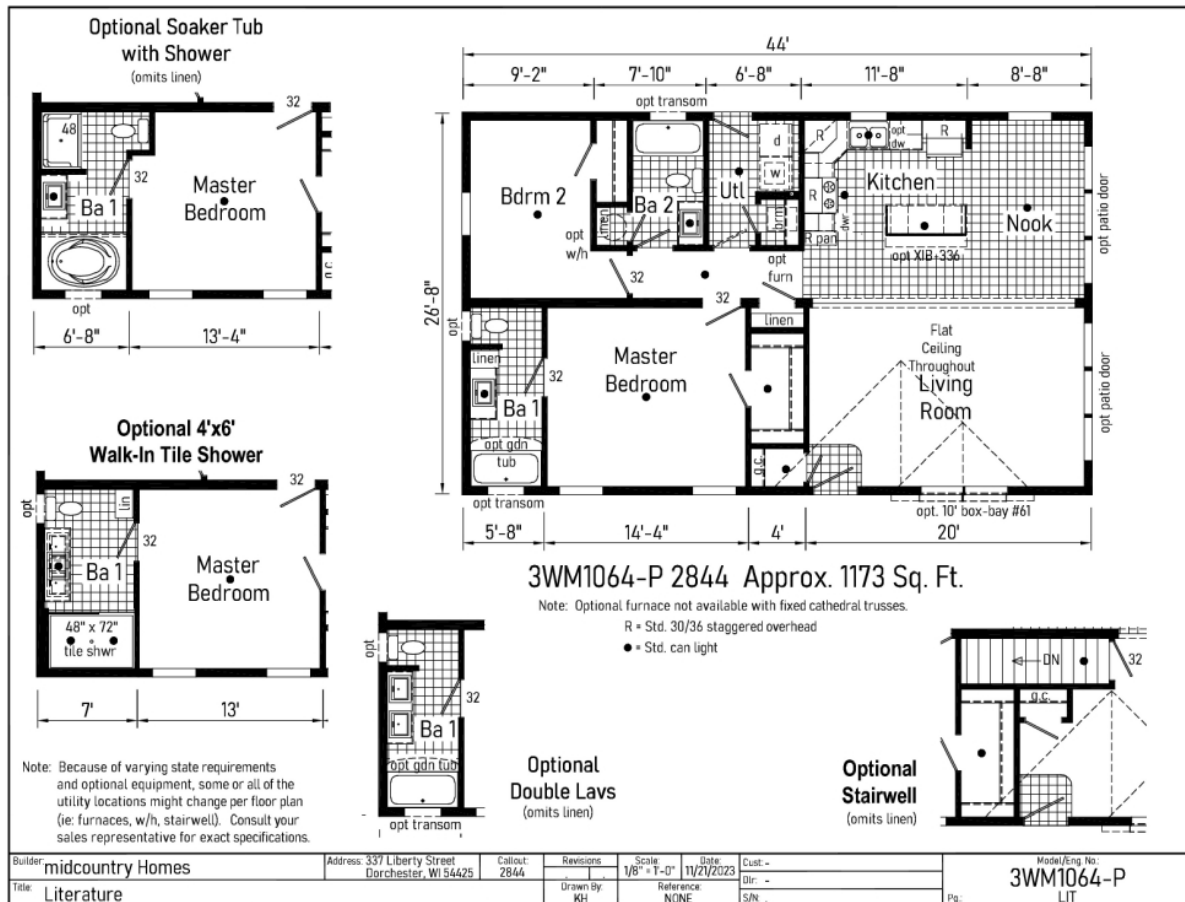 Optional Soaker Tub
with Shower
(omits linen)
32
48
32
Ba 1
Master
Bedroom
g.c.
opt
6'-8"
13'-4"
Optional 4'x6'
Walk-In Tile Shower
32
opt
lin
32
Ba 1
Master
Bedroom
48" x 72"
tile shwr
7'
13'
Note: Because of varying state requirements
and optional equipment, some or all of the
utility locations might change per floor plan
(ie: furnaces, w/h, stairwell). Consult your
sales representative for exact specifications.
44'
9'-2"
7'-10"
6'-8"
11'-8"
8'-8"
opt transom
26'-8"
Bdrm 2
linen
Ba 2
opt
w/h
Utl
d
w
opt
furn
R
opt
dw
R
Kitchen
R
dwr
R pan
opt XIB-336
Nook
opt patio door
32
32
linen
opt
linen
Ba 1
32
opt gdn
tub
opt transom
Master
Bedroom
g.c.
Flat
Ceiling
Throughout
Living
Room
opt patio door
opt. 10' box-bay #61
5'-8"
14'-4"
4'
20'
3WM1064-P 2844 Approx. 1173 Sq. Ft.
Note: Optional furnace not available with fixed cathedral trusses.
R = Std. 30/36 staggered overhead
● = Std. can light
opt
32
Ba 1
opt gdn tub
opt transom
Optional
Double Lavs
(omits linen)
DN
32
g.c.
Optional
Stairwell
(omits linen)
Builder: midcountry Homes
Address: 337 Liberty Street
Dorchester, WI 54425
Callout:
2844
Revisions
Scale:
1/8" = 1'-0"
Date:
11/21/2023
Cust: -
Dlr: -
S/N: .
Model/Eng. No.:
3WM1064-P
Title: Literature
Drawn By:
KH
Reference:
NONE
Pg.:
LIT